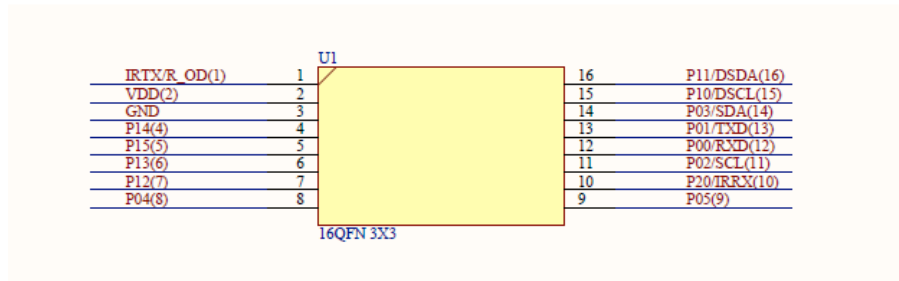 U1
IRTX/R_OD(1) 1 16 P11/DSDA(16)
VDD(2) 2 15 P10/DSCL(15)
GND 3 14 P03/SDA(14)
P14(4) 4 13 P01/TXD(13)
P15(5) 5 12 P00/RXD(12)
P13(6) 6 11 P02/SCL(11)
P12(7) 7 10 P20/IRRX(10)
P04(8) 8 9 P05(9)
16QFN 3X3